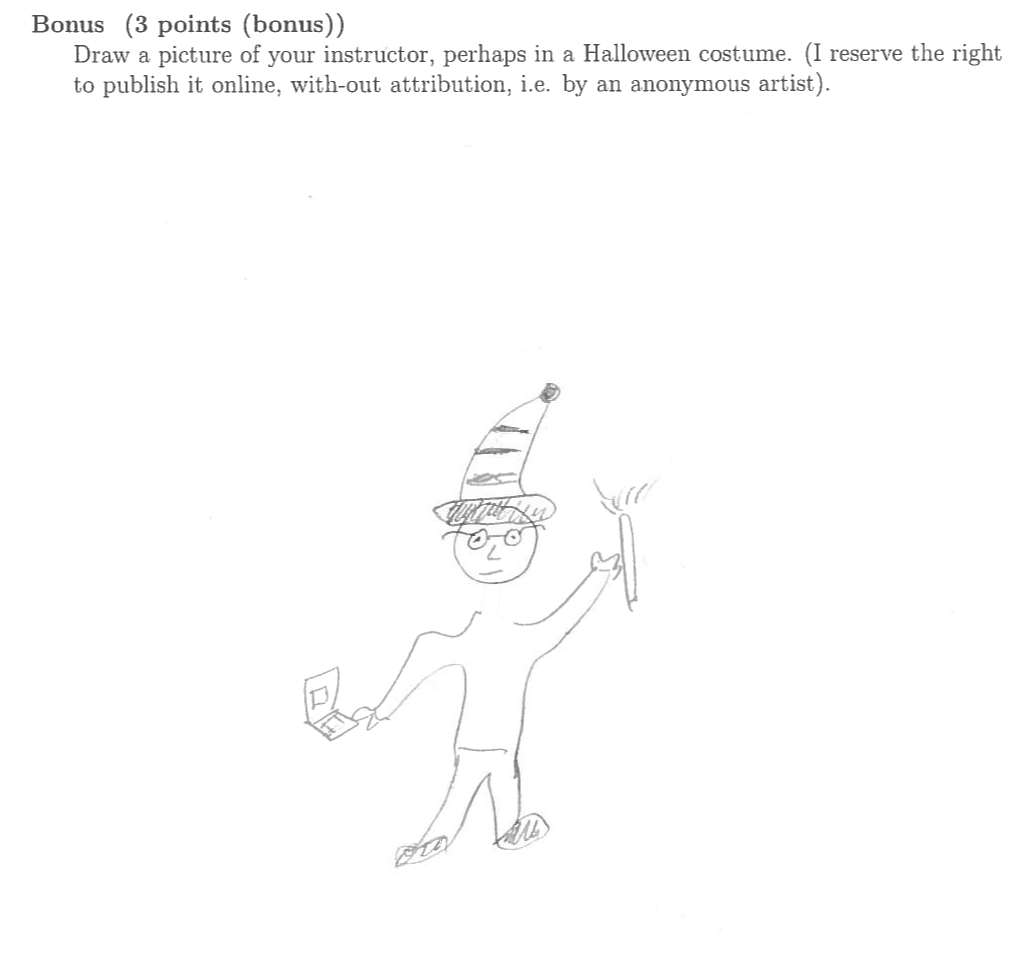 Bonus (3 points (bonus))
Draw a picture of your instructor, perhaps in a Halloween costume. (I reserve the right
to publish it online, with-out attribution, i.e. by an anonymous artist).